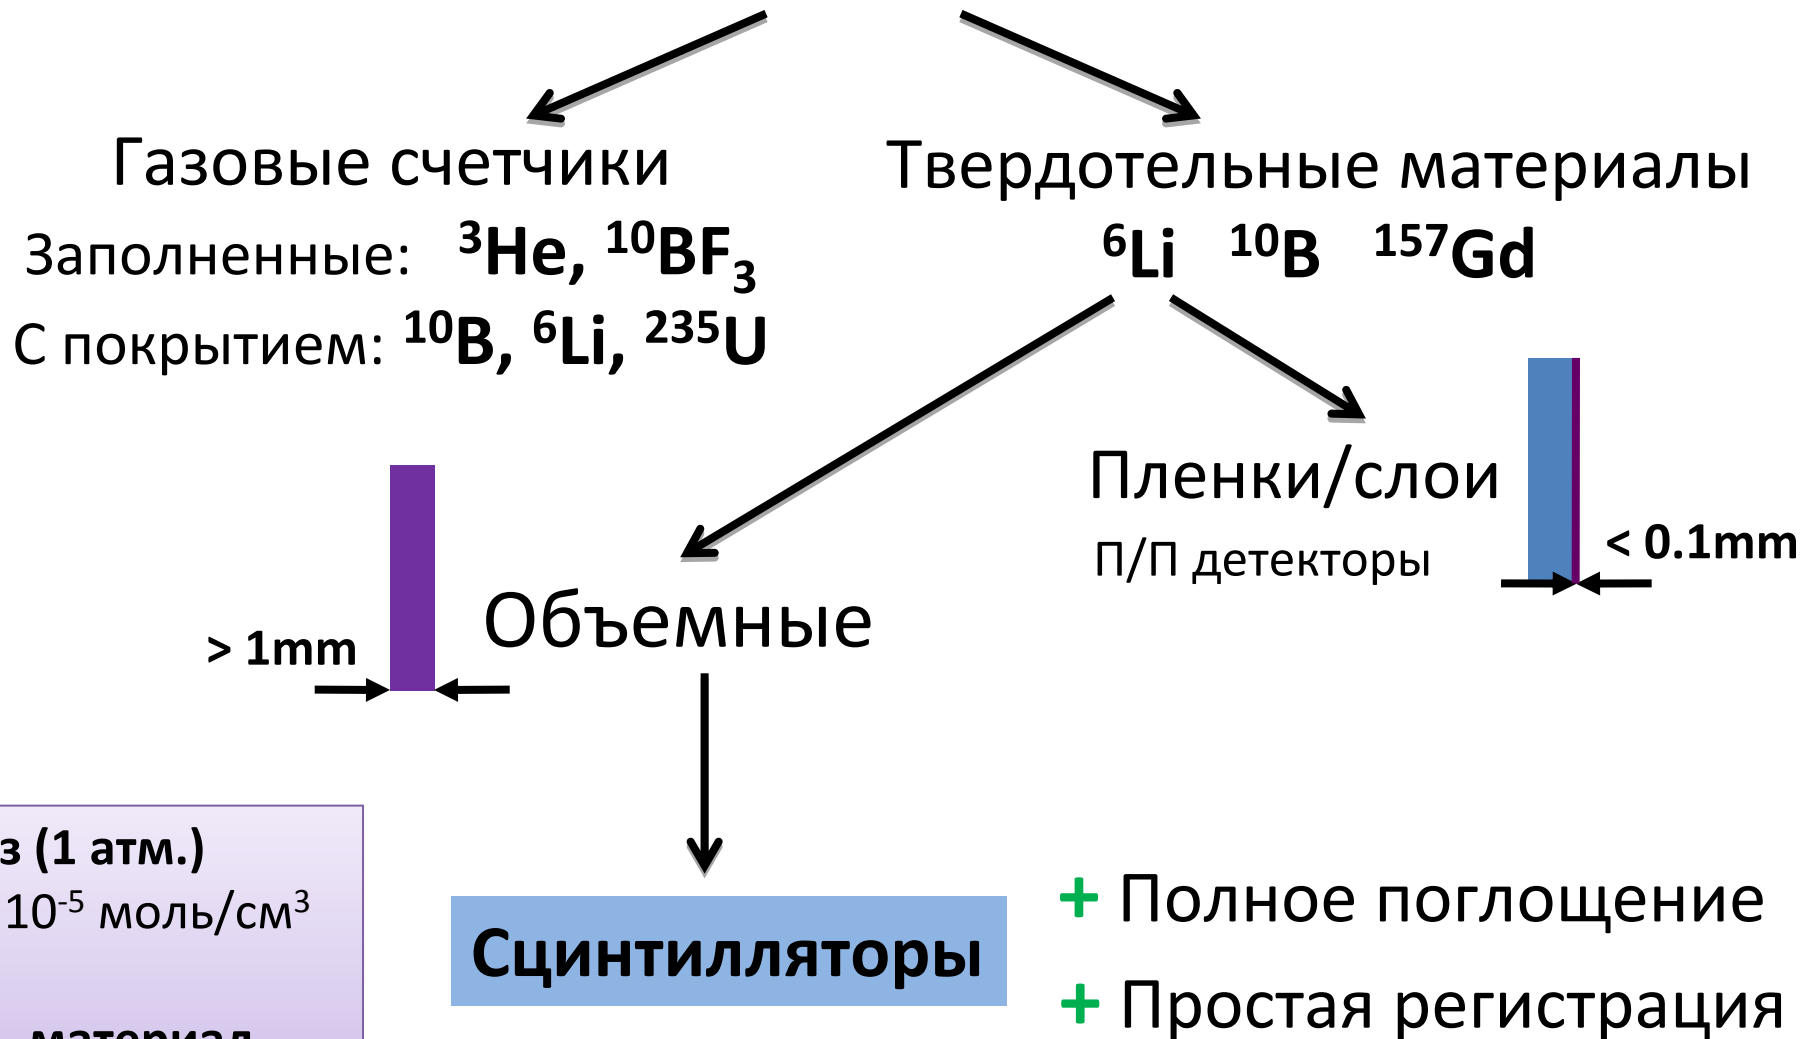 Газовые счетчики
Заполненные: ³He, ¹⁰BF₃
С покрытием: ¹⁰B, ⁶Li, ²³⁵U
Твердотельные материалы
⁶Li ¹⁰B ¹⁵⁷Gd
Пленки/слои
П/П детекторы
< 0.1mm
> 1mm
Объемные
Сцинтилляторы
з (1 атм.)
10⁻⁵ моль/см³
материал
+ Полное поглощение
+ Простая регистрация